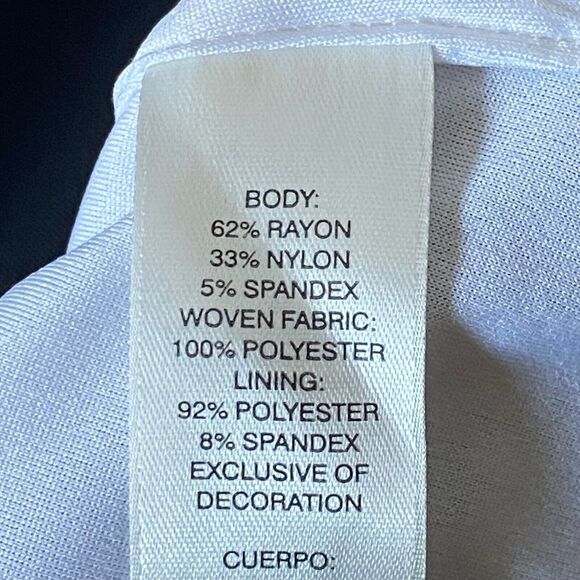 BODY:
62% RAYON
33% NYLON
5% SPANDEX
WOVEN FABRIC:
100% POLYESTER
LINING:
92% POLYESTER
8% SPANDEX
EXCLUSIVE OF
DECORATION
CUERPO: